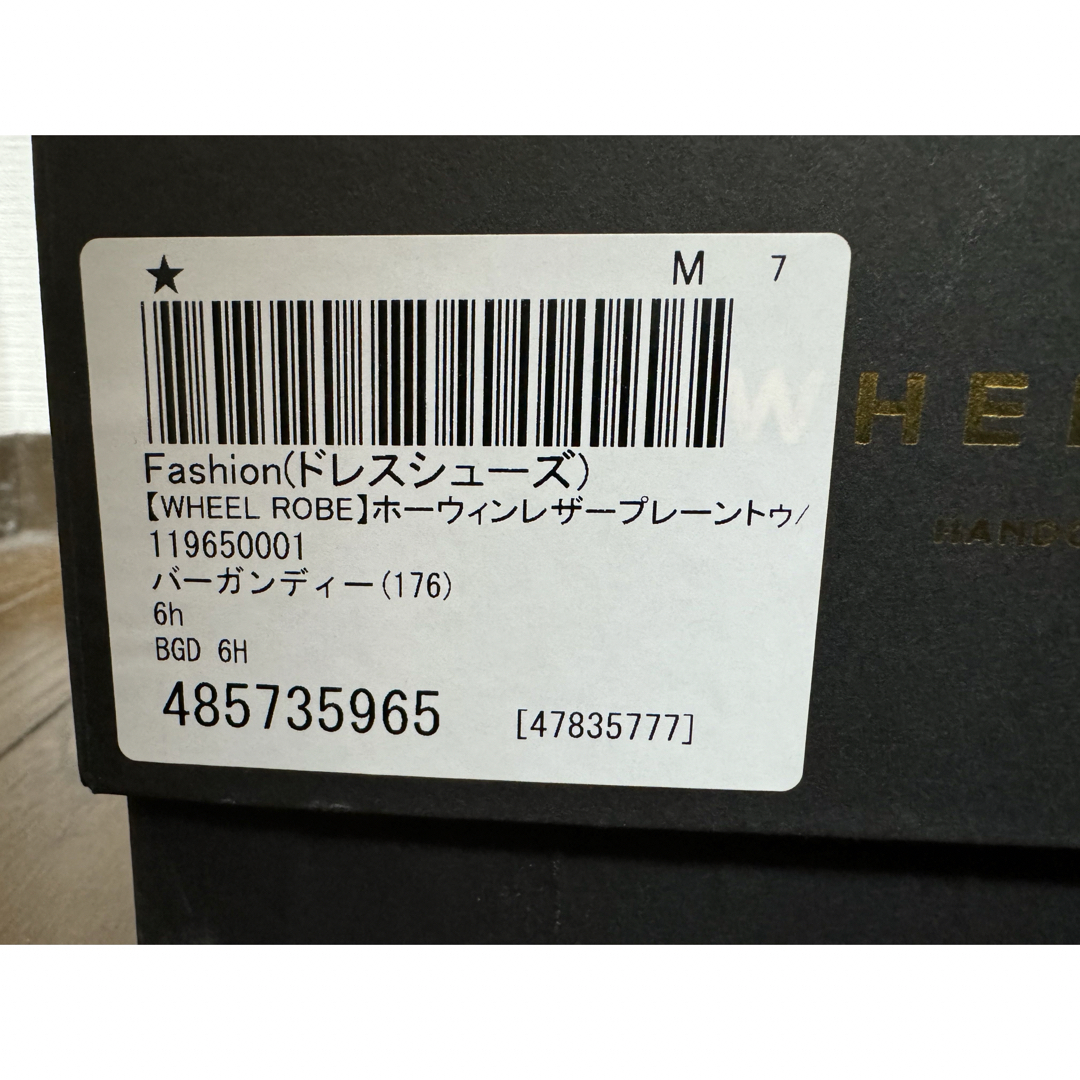 ★ M 7
Fashion(ドレスシューズ)
【WHEEL ROBE】ホーウィンレザープレーントゥ/
119650001
バーガンディー(176)
6h
BGD 6H
485735965 [47835777]
WHEE
HANDC